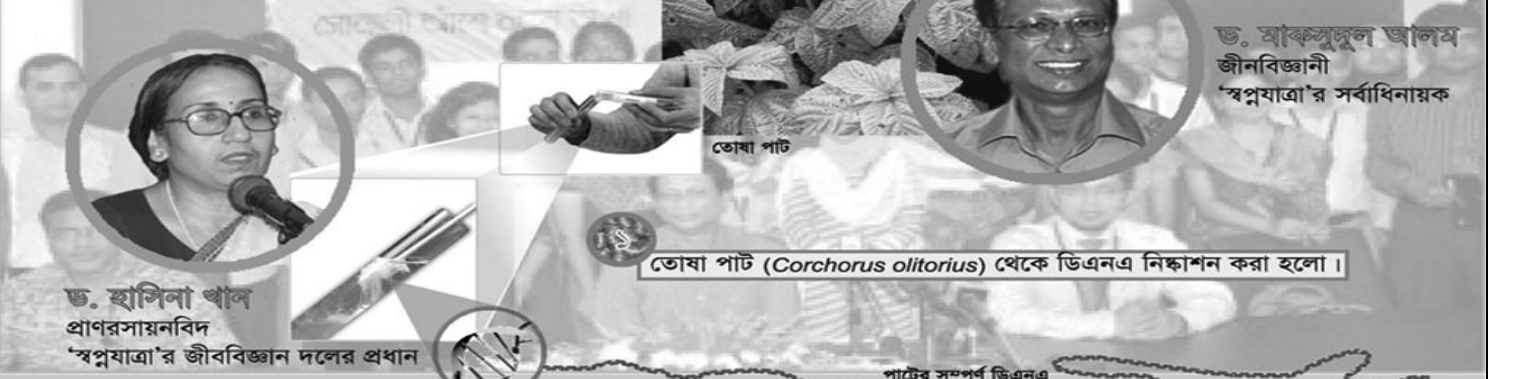 ড. মাকসুদুল আলম
জীনবিজ্ঞানী
‘স্বপ্নযাত্রা’র সর্বাধিনায়ক
তোষা পাট
১
তোষা পাট (Corchorus olitorius) থেকে ডিএনএ নিষ্কাশন করা হলো।
ড. হাসিনা খান
প্রাণরসায়নবিদ
‘স্বপ্নযাত্রা’র জীববিজ্ঞান দলের প্রধান
পাটের সম্পূর্ণ ডিএনএ